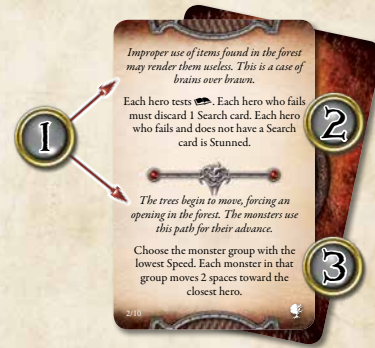 Improper use of items found in the forest
may render them useless. This is a case of
brains over brawn.
Each hero tests . Each hero who fails
must discard 1 Search card. Each hero
who fails and does not have a Search
card is Stunned.
The trees begin to move, forcing an
opening in the forest. The monsters use
this path for their advance.
Choose the monster group with the
lowest Speed. Each monster in that
group moves 2 spaces toward the
closest hero.
2/10
1
2
3